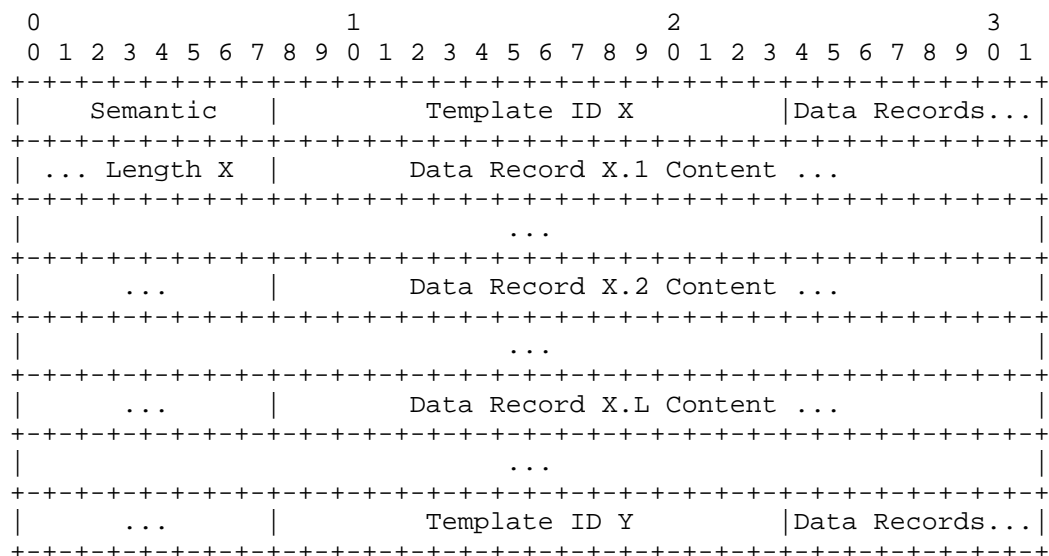 0                   1                   2                   3
 0 1 2 3 4 5 6 7 8 9 0 1 2 3 4 5 6 7 8 9 0 1 2 3 4 5 6 7 8 9 0 1
+-+-+-+-+-+-+-+-+-+-+-+-+-+-+-+-+-+-+-+-+-+-+-+-+-+-+-+-+-+-+-+-+
|    Semantic   |         Template ID X         |Data Records...|
+-+-+-+-+-+-+-+-+-+-+-+-+-+-+-+-+-+-+-+-+-+-+-+-+-+-+-+-+-+-+-+-+
| ... Length X  |        Data Record X.1 Content ...            |
+-+-+-+-+-+-+-+-+-+-+-+-+-+-+-+-+-+-+-+-+-+-+-+-+-+-+-+-+-+-+-+-+
|                              ...                              |
+-+-+-+-+-+-+-+-+-+-+-+-+-+-+-+-+-+-+-+-+-+-+-+-+-+-+-+-+-+-+-+-+
|      ...      |        Data Record X.2 Content ...            |
+-+-+-+-+-+-+-+-+-+-+-+-+-+-+-+-+-+-+-+-+-+-+-+-+-+-+-+-+-+-+-+-+
|                              ...                              |
+-+-+-+-+-+-+-+-+-+-+-+-+-+-+-+-+-+-+-+-+-+-+-+-+-+-+-+-+-+-+-+-+
|      ...      |        Data Record X.L Content ...            |
+-+-+-+-+-+-+-+-+-+-+-+-+-+-+-+-+-+-+-+-+-+-+-+-+-+-+-+-+-+-+-+-+
|                              ...                              |
+-+-+-+-+-+-+-+-+-+-+-+-+-+-+-+-+-+-+-+-+-+-+-+-+-+-+-+-+-+-+-+-+
|      ...      |         Template ID Y         |Data Records...|
+-+-+-+-+-+-+-+-+-+-+-+-+-+-+-+-+-+-+-+-+-+-+-+-+-+-+-+-+-+-+-+-+